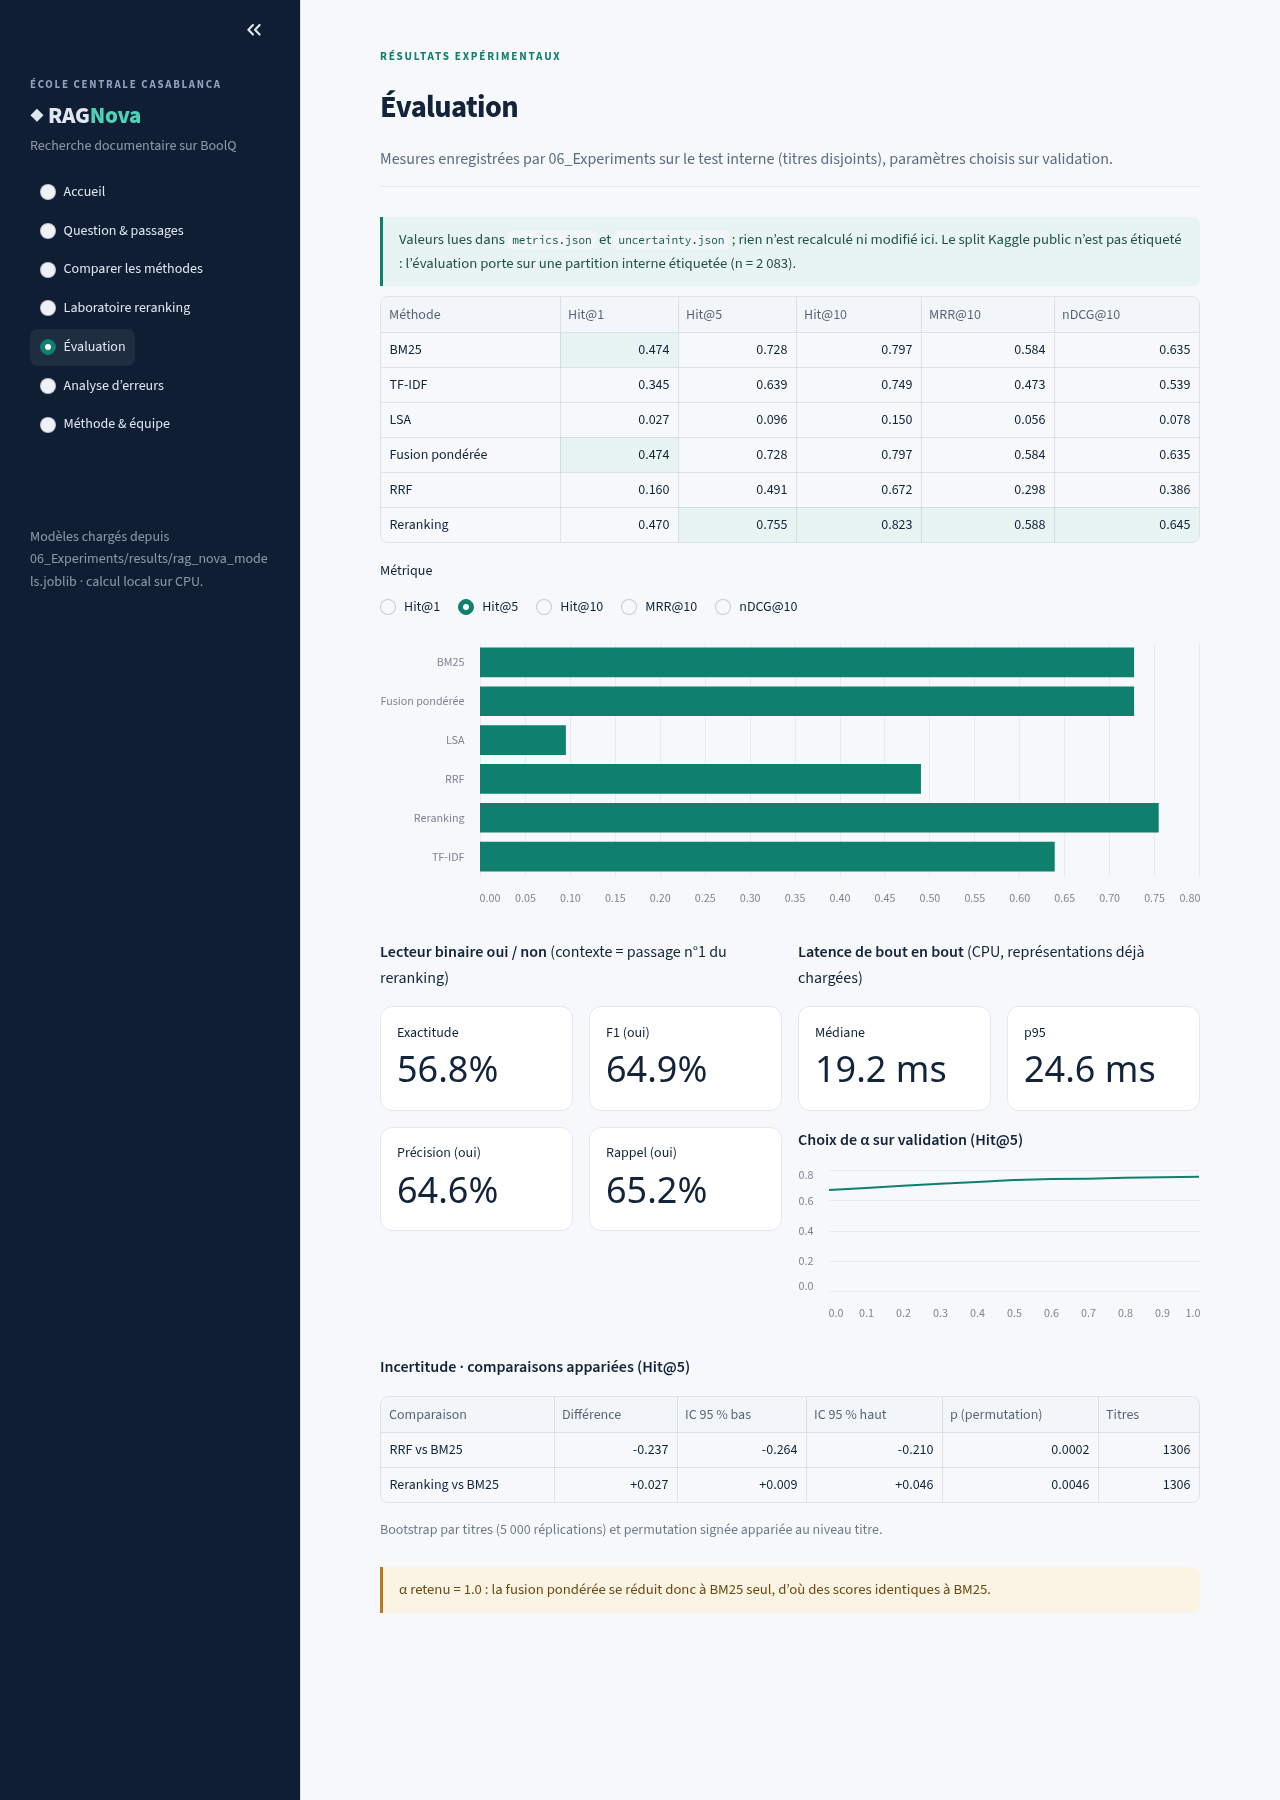 ÉCOLE CENTRALE CASABLANCA
◆ RAGNova
Recherche documentaire sur BoolQ
Accueil
Question & passages
Comparer les méthodes
Laboratoire reranking
Évaluation
Analyse d’erreurs
Méthode & équipe
Modèles chargés depuis
06_Experiments/results/rag_nova_mode
ls.joblib · calcul local sur CPU.
RÉSULTATS EXPÉRIMENTAUX
Évaluation
Mesures enregistrées par 06_Experiments sur le test interne (titres disjoints), paramètres choisis sur validation.
Valeurs lues dans metrics.json et uncertainty.json ; rien n’est recalculé ni modifié ici. Le split Kaggle public n’est pas étiqueté
: l’évaluation porte sur une partition interne étiquetée (n = 2 083).
Méthode Hit@1 Hit@5 Hit@10 MRR@10 nDCG@10
BM25 0.474 0.728 0.797 0.584 0.635
TF-IDF 0.345 0.639 0.749 0.473 0.539
LSA 0.027 0.096 0.150 0.056 0.078
Fusion pondérée 0.474 0.728 0.797 0.584 0.635
RRF 0.160 0.491 0.672 0.298 0.386
Reranking 0.470 0.755 0.823 0.588 0.645
Métrique
Hit@1 Hit@5 Hit@10 MRR@10 nDCG@10
BM25
Fusion pondérée
LSA
RRF
Reranking
TF-IDF
0.00 0.05 0.10 0.15 0.20 0.25 0.30 0.35 0.40 0.45 0.50 0.55 0.60 0.65 0.70 0.75 0.80
Lecteur binaire oui / non (contexte = passage n°1 du
reranking)
Exactitude
56.8%
F1 (oui)
64.9%
Précision (oui)
64.6%
Rappel (oui)
65.2%
Latence de bout en bout (CPU, représentations déjà
chargées)
Médiane
19.2 ms
p95
24.6 ms
Choix de α sur validation (Hit@5)
0.8
0.6
0.4
0.2
0.0
0.0 0.1 0.2 0.3 0.4 0.5 0.6 0.7 0.8 0.9 1.0
Incertitude · comparaisons appariées (Hit@5)
Comparaison Différence IC 95 % bas IC 95 % haut p (permutation) Titres
RRF vs BM25 -0.237 -0.264 -0.210 0.0002 1306
Reranking vs BM25 +0.027 +0.009 +0.046 0.0046 1306
Bootstrap par titres (5 000 réplications) et permutation signée appariée au niveau titre.
α retenu = 1.0 : la fusion pondérée se réduit donc à BM25 seul, d’où des scores identiques à BM25.